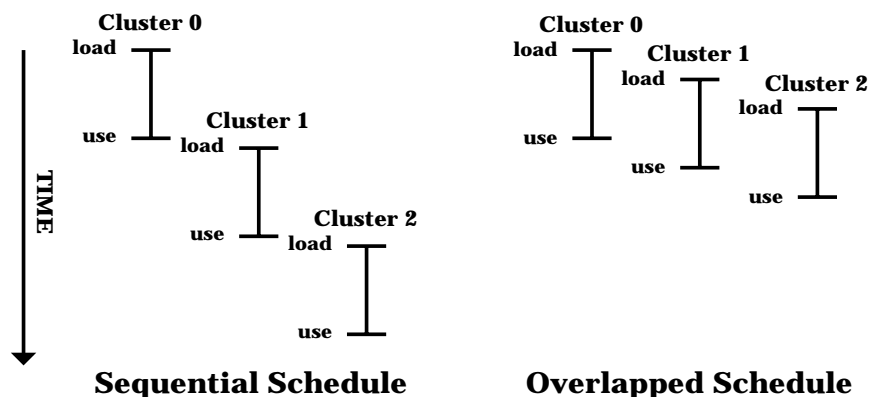 Cluster 0
load
use
Cluster 1
load
use
Cluster 2
load
use
TIME
Sequential Schedule
Cluster 0
load
use
Cluster 1
load
use
Cluster 2
load
use
Overlapped Schedule